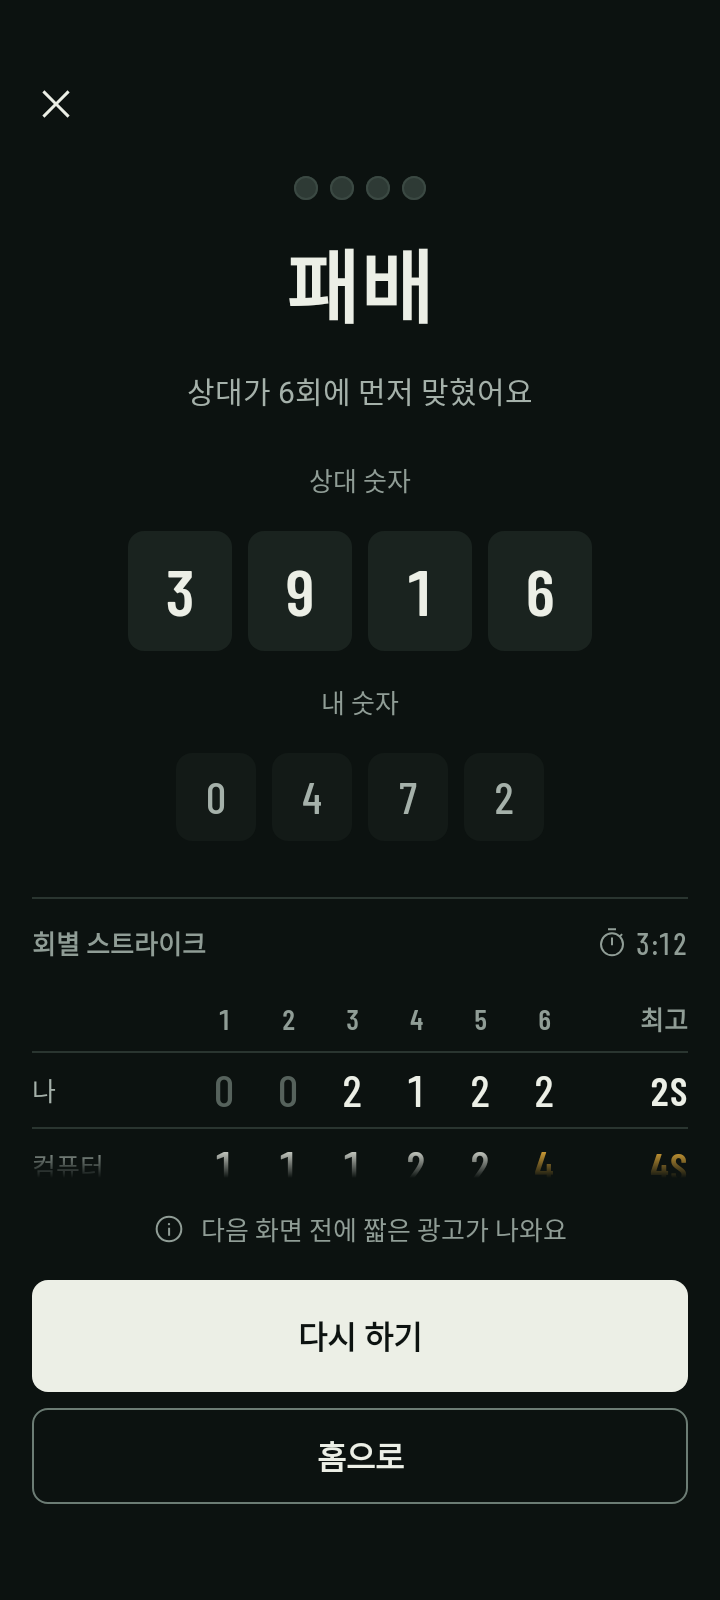 패배
상대가 6회에 먼저 맞혔어요
상대 숫자
3 9 1 6
내 숫자
0 4 7 2
회별 스트라이크 3:12
1 2 3 4 5 6 최고
나 0 0 2 1 2 2 2S
컴퓨터 1 1 1 2 2 4 4S
다음 화면 전에 짧은 광고가 나와요
다시 하기
홈으로